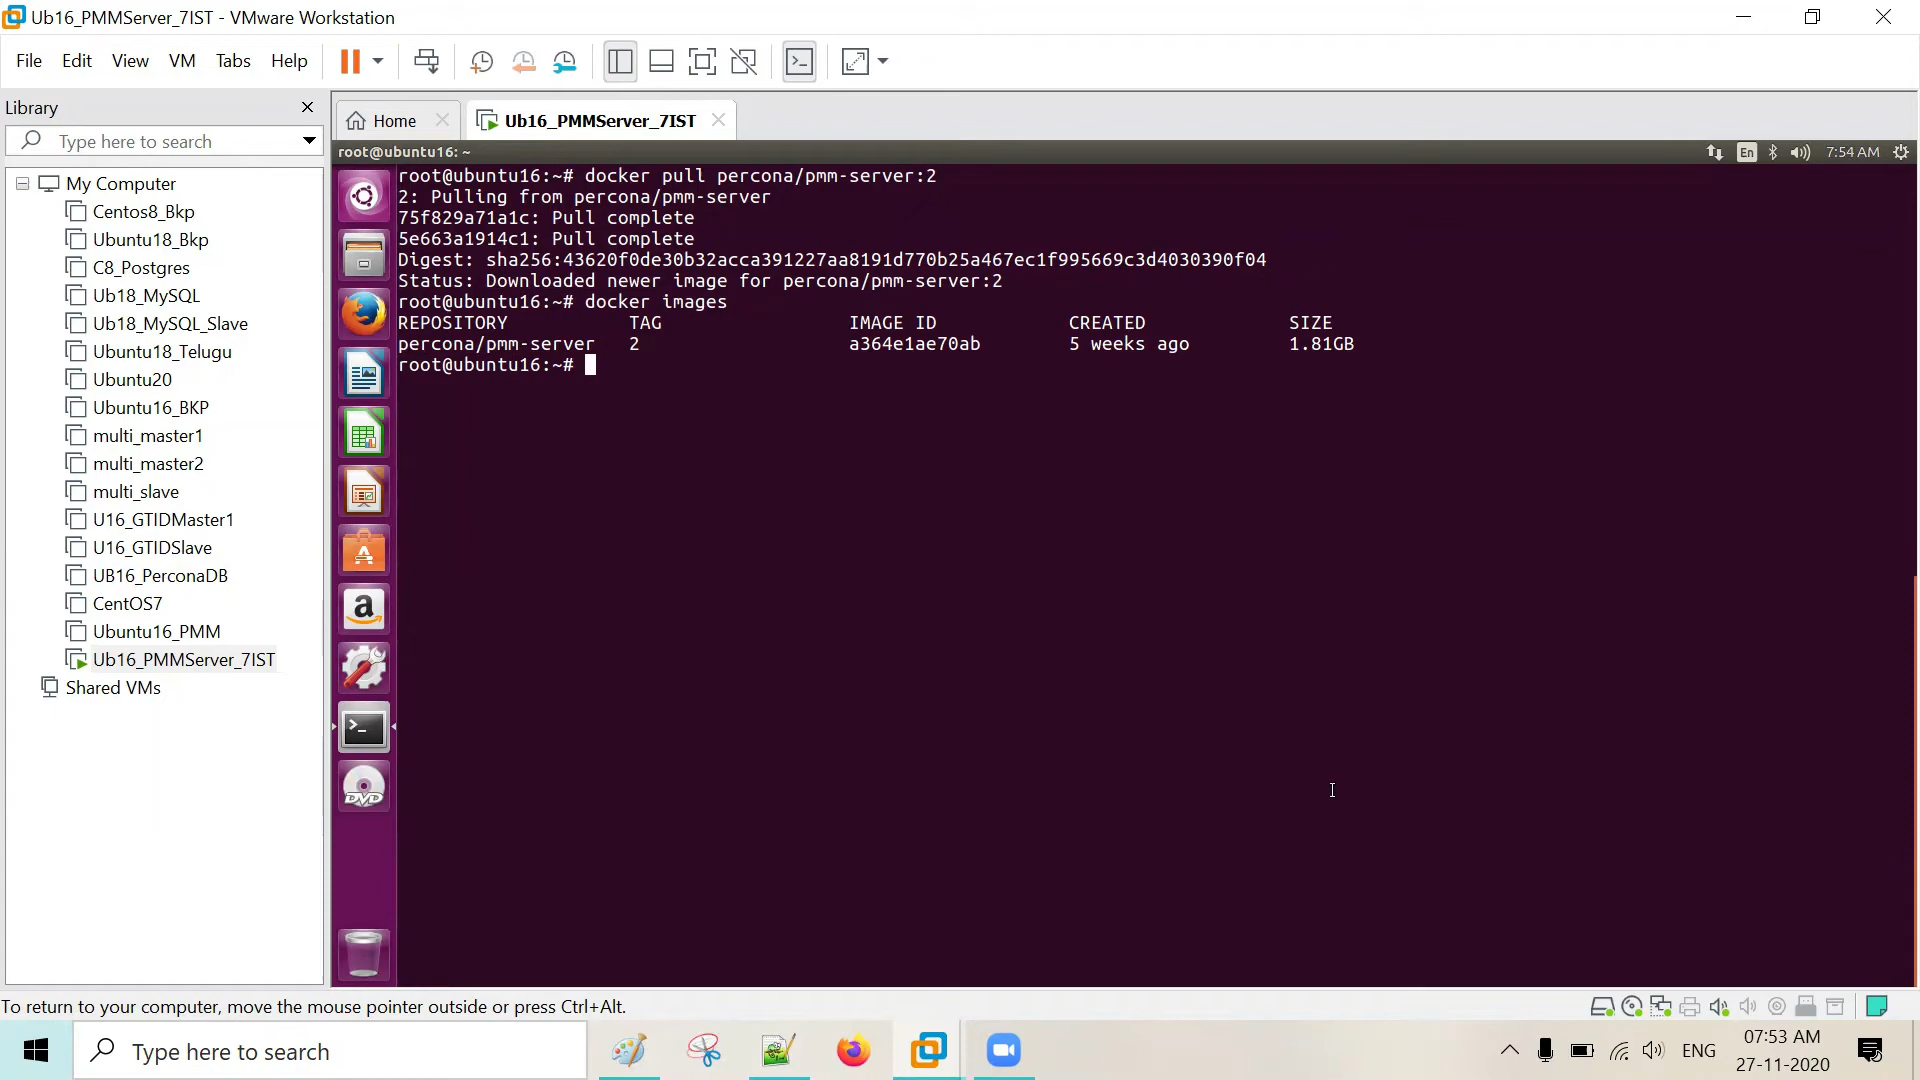 Ub16_PMMServer_7IST - VMware Workstation
File Edit View VM Tabs Help
Library
Type here to search
My Computer
Centos8_Bkp
Ubuntu18_Bkp
C8_Postgres
Ub18_MySQL
Ub18_MySQL_Slave
Ubuntu18_Telugu
Ubuntu20
Ubuntu16_BKP
multi_master1
multi_master2
multi_slave
U16_GTIDMaster1
U16_GTIDSlave
UB16_PerconaDB
CentOS7
Ubuntu16_PMM
Ub16_PMMServer_7IST
Shared VMs
Home Ub16_PMMServer_7IST
root@ubuntu16: ~ En 7:54 AM
root@ubuntu16:~# docker pull percona/pmm-server:2
2: Pulling from percona/pmm-server
75f829a71a1c: Pull complete
5e663a1914c1: Pull complete
Digest: sha256:43620f0de30b32acca391227aa8191d770b25a467ec1f995669c3d4030390f04
Status: Downloaded newer image for percona/pmm-server:2
root@ubuntu16:~# docker images
REPOSITORY TAG IMAGE ID CREATED SIZE
percona/pmm-server 2 a364e1ae70ab 5 weeks ago 1.81GB
root@ubuntu16:~#
a
DVD
To return to your computer, move the mouse pointer outside or press Ctrl+Alt.
Type here to search
ENG
07:53 AM
27-11-2020